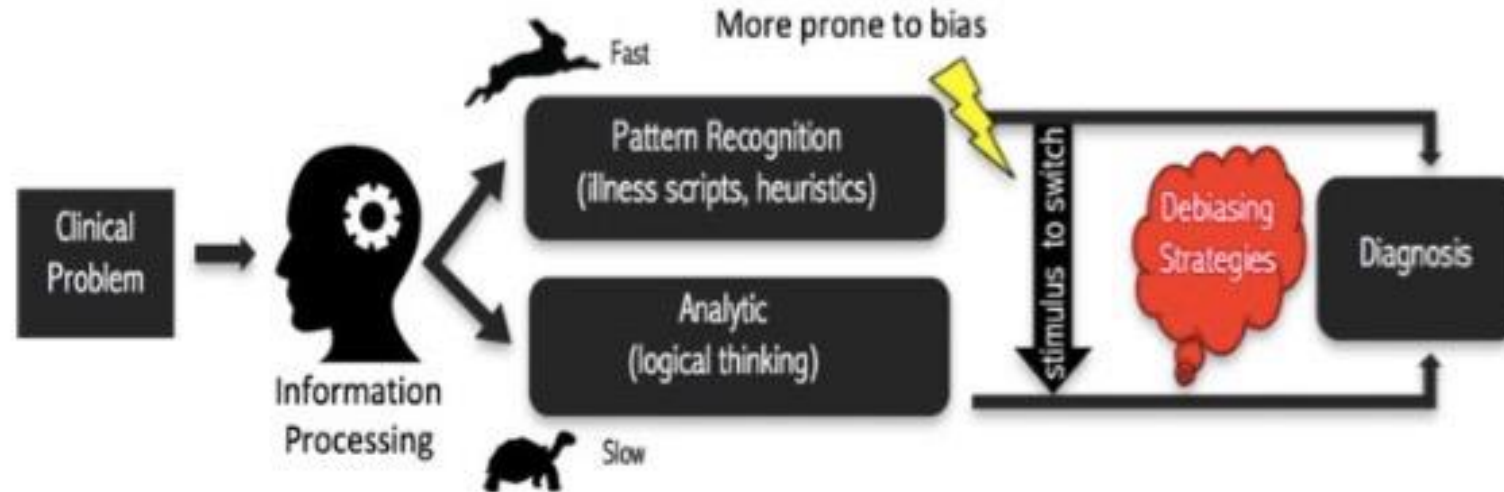 More prone to bias
Fast
Pattern Recognition
(illness scripts, heuristics)
Clinical
Problem
Information
Processing
Analytic
(logical thinking)
Slow
stimulus to switch
Debiasing
Strategies
Diagnosis